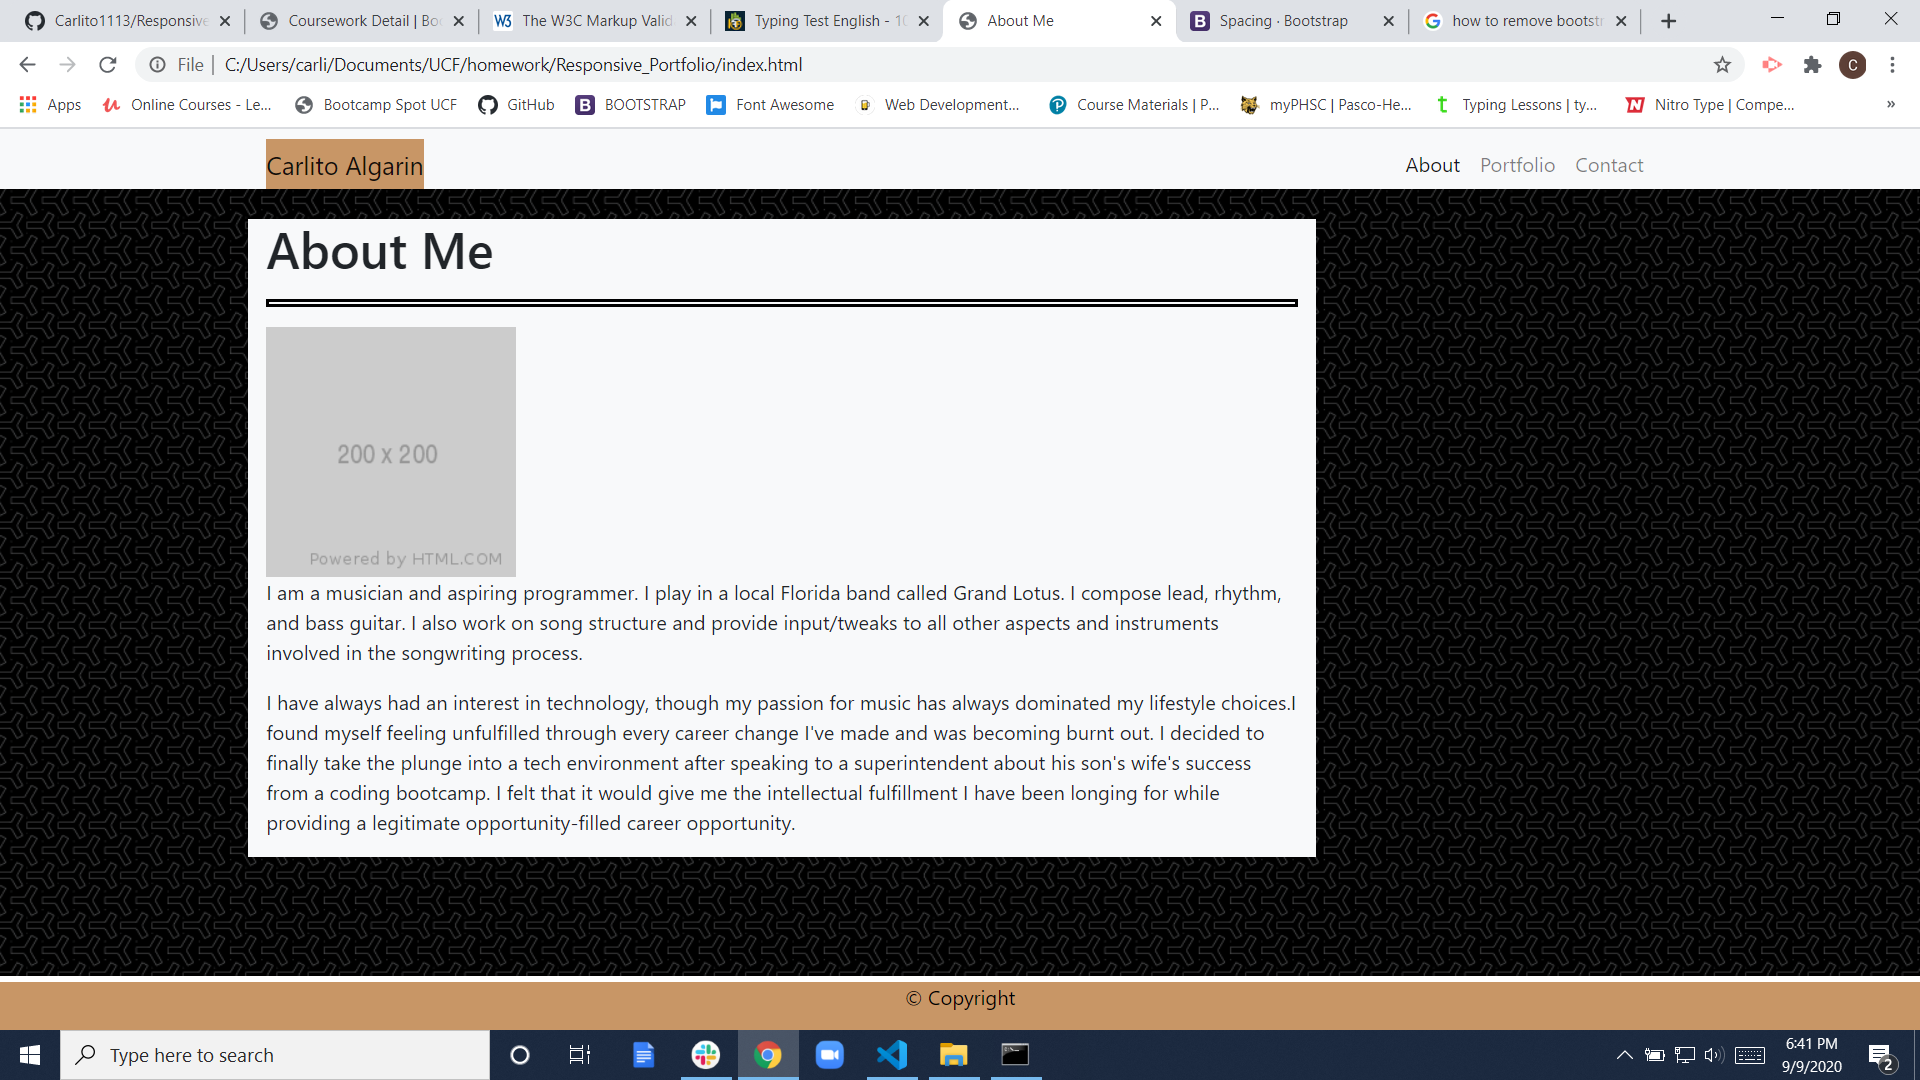 Carlito1113/Responsive
Coursework Detail | Boo
The W3C Markup Valid
Typing Test English - 10
About Me
Spacing · Bootstrap
how to remove bootstr
File | C:/Users/carli/Documents/UCF/homework/Responsive_Portfolio/index.html
C
Apps
Online Courses - Le...
Bootcamp Spot UCF
GitHub
BOOTSTRAP
Font Awesome
Web Development...
Course Materials | P...
myPHSC | Pasco-He...
Typing Lessons | ty...
Nitro Type | Compe...
»
Carlito Algarin
About
Portfolio
Contact
About Me
200 x 200
Powered by HTML.COM
I am a musician and aspiring programmer. I play in a local Florida band called Grand Lotus. I compose lead, rhythm,
and bass guitar. I also work on song structure and provide input/tweaks to all other aspects and instruments
involved in the songwriting process.
I have always had an interest in technology, though my passion for music has always dominated my lifestyle choices.I
found myself feeling unfulfilled through every career change I've made and was becoming burnt out. I decided to
finally take the plunge into a tech environment after speaking to a superintendent about his son's wife's success
from a coding bootcamp. I felt that it would give me the intellectual fulfillment I have been longing for while
providing a legitimate opportunity-filled career opportunity.
© Copyright
Type here to search
6:41 PM
9/9/2020
2